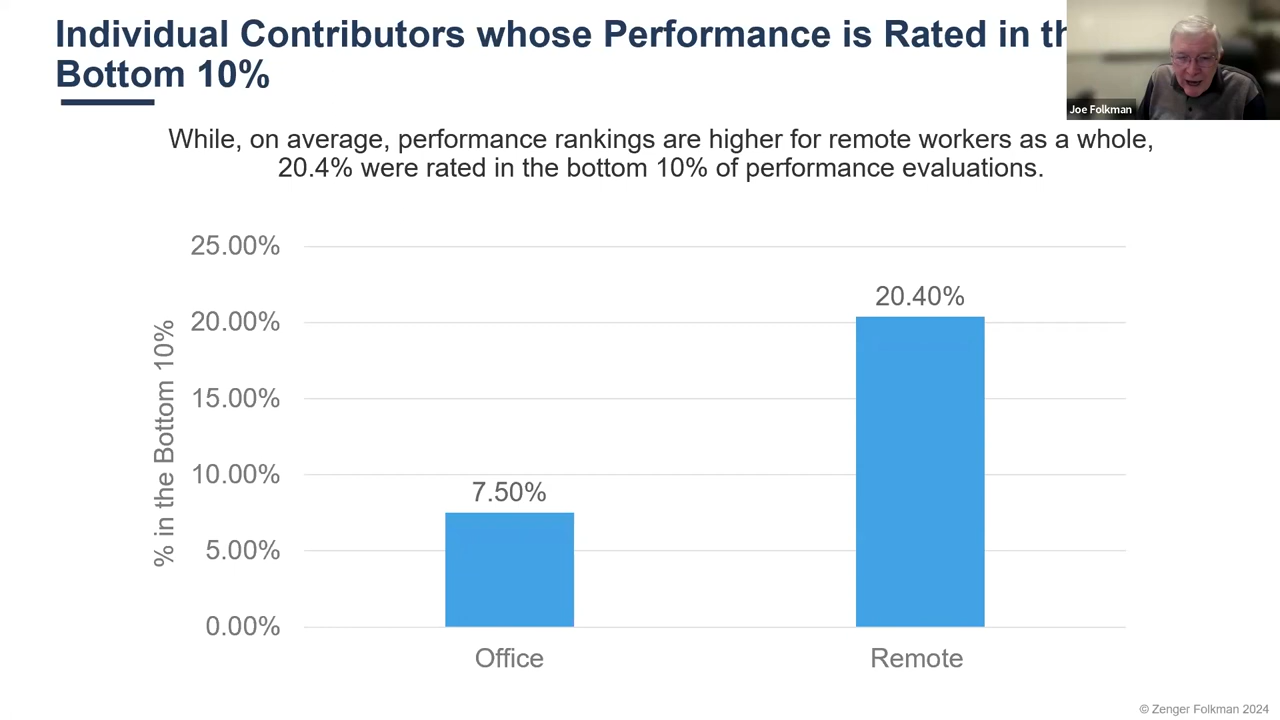 Individual Contributors whose Performance is Rated in
Bottom 10%
Joe Folkman
While, on average, performance rankings are higher for remote workers as a whole,
20.4% were rated in the bottom 10% of performance evaluations.
% in the Bottom 10%
25.00%
20.00%
15.00%
10.00%
5.00%
0.00%
7.50%
20.40%
Office
Remote
© Zenger Folkman 2024